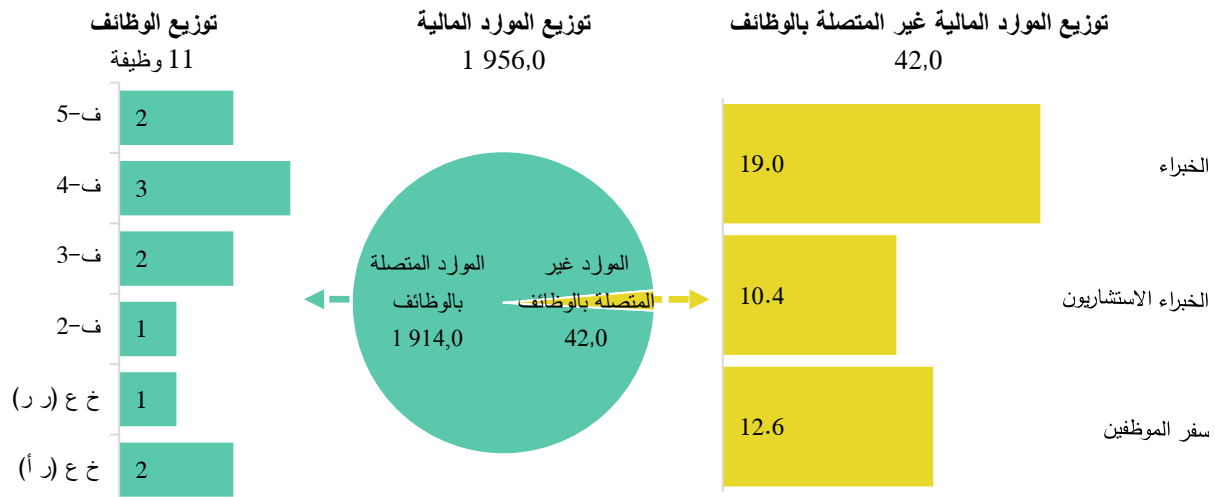 توزيع الموارد المالية غير المتصلة بالوظائف
42,0
الخبراء
19.0
الخبراء الاستشاريون
10.4
سفر الموظفين
12.6
توزيع الموارد المالية
1 956,0
الموارد غير
المتصلة بالوظائف
42,0
الموارد المتصلة
بالوظائف
1 914,0
توزيع الوظائف
11 وظيفة
ف-5
2
ف-4
3
ف-3
2
ف-2
1
خ ع (ر ر)
1
خ ع (ر أ)
2